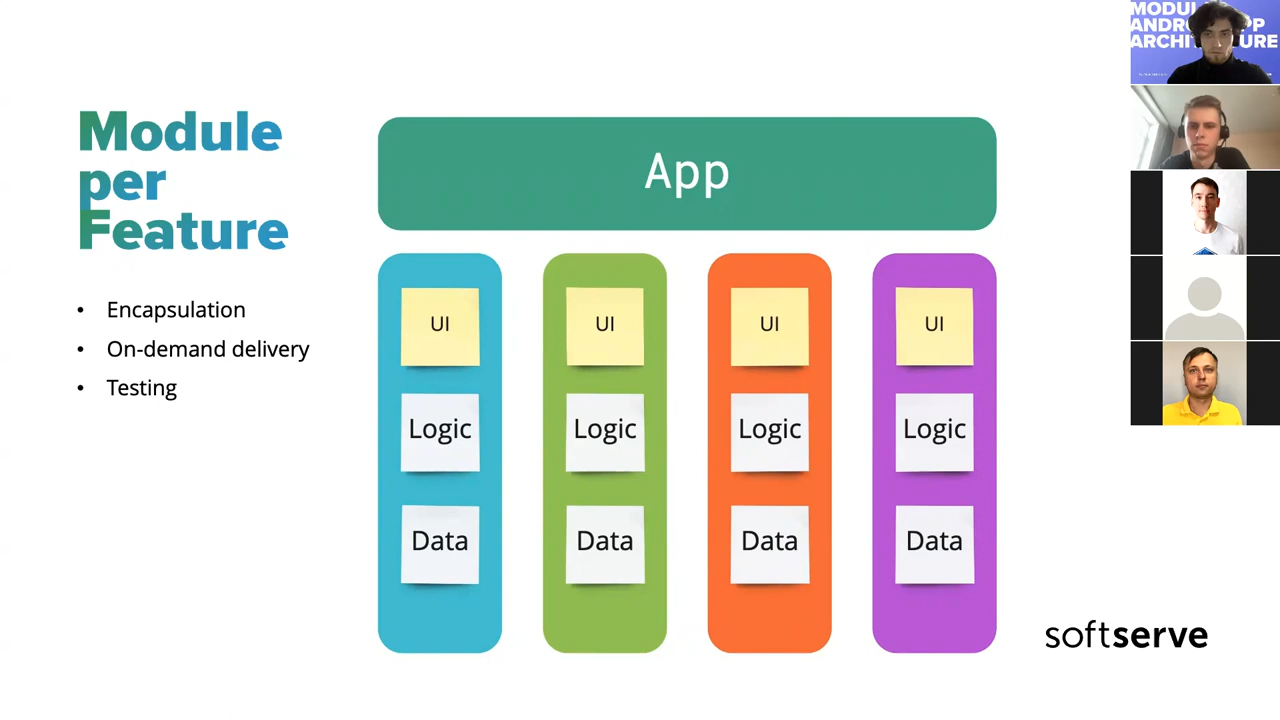 Module
per
Feature
• Encapsulation
• On-demand delivery
• Testing
App
UI
UI
UI
UI
Logic
Logic
Logic
Logic
Data
Data
Data
Data
softserve